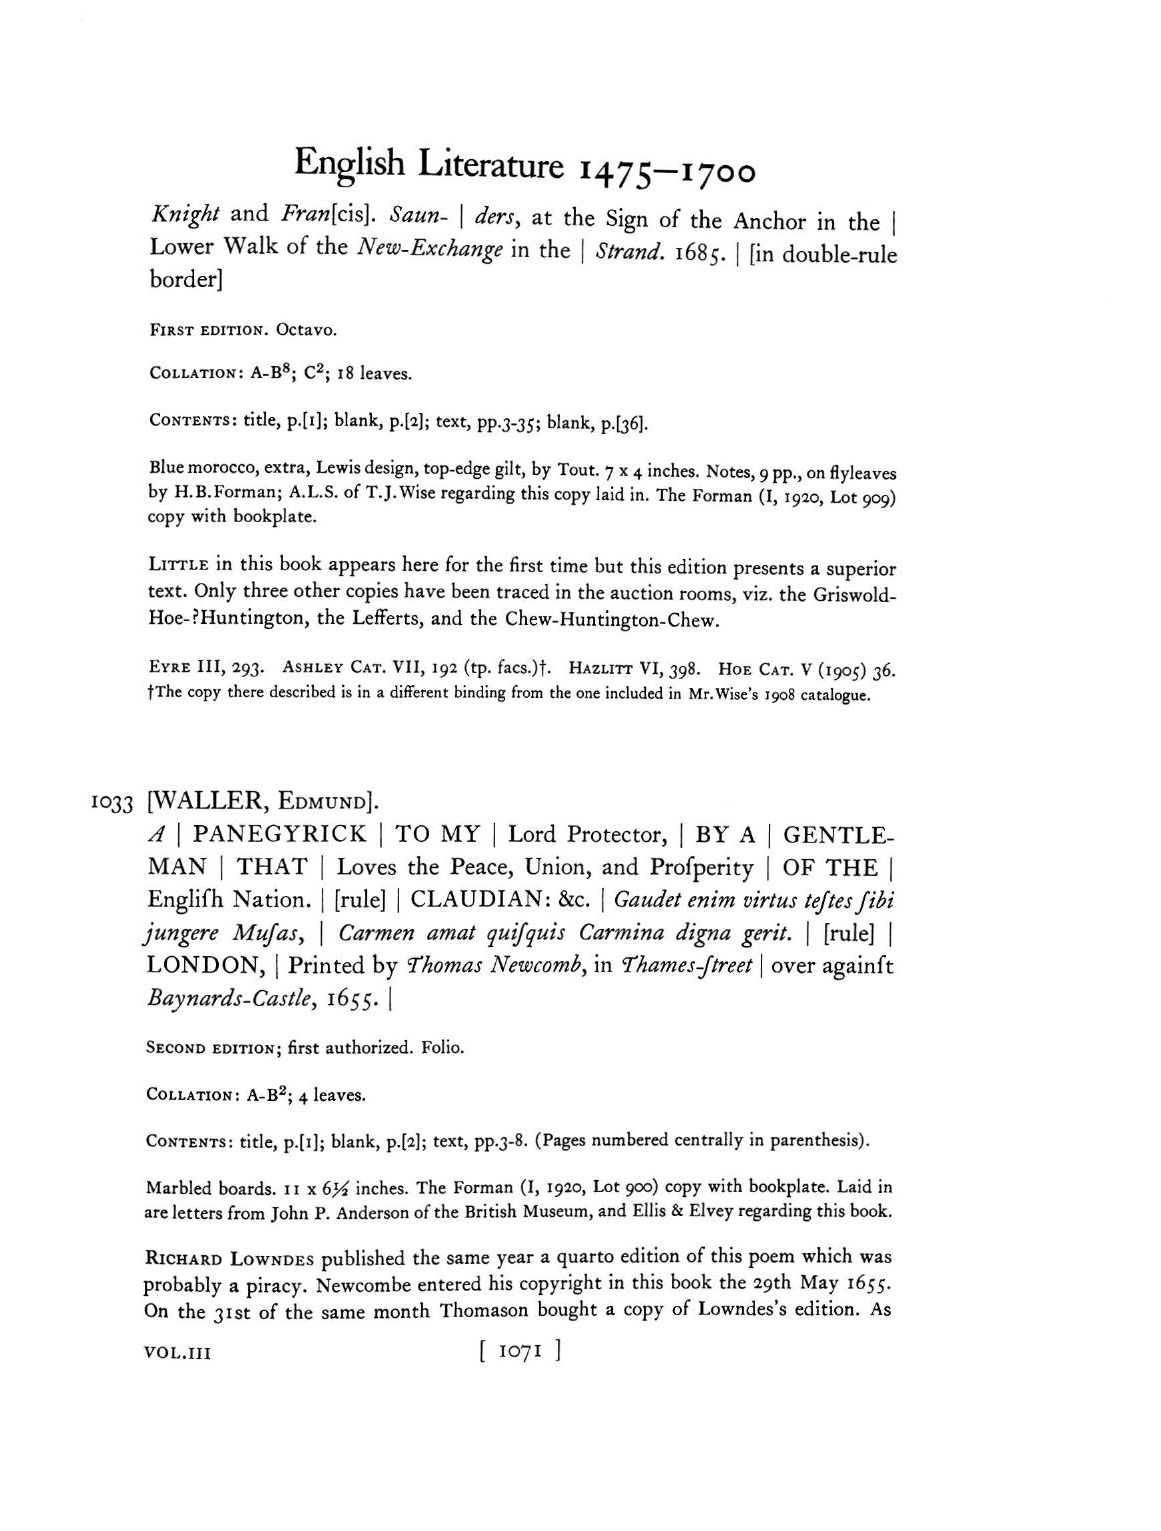 English Literature 1475—1700
Knight and Fran[cis]. Saun- | ders, at the Sign of the Anchor in the |
Lower Walk of the New-Exchange in the | Strand. 1685. | [in double-rule
border]
First edition. Octavo.
Collation: A-B⁸; C²; 18 leaves.
Contents: title, p.[1]; blank, p.[2]; text, pp.3-35; blank, p.[36].
Blue morocco, extra, Lewis design, top-edge gilt, by Tout. 7 x 4 inches. Notes, 9 pp., on flyleaves
by H.B.Forman; A.L.S. of T.J.Wise regarding this copy laid in. The Forman (I, 1920, Lot 909)
copy with bookplate.
Little in this book appears here for the first time but this edition presents a superior
text. Only three other copies have been traced in the auction rooms, viz. the Griswold-
Hoe-?Huntington, the Lefferts, and the Chew-Huntington-Chew.
Eyre III, 293. Ashley Cat. VII, 192 (tp. facs.)†. Hazlitt VI, 398. Hoe Cat. V (1905) 36.
†The copy there described is in a different binding from the one included in Mr.Wise's 1908 catalogue.
1033 [WALLER, Edmund].
A | PANEGYRICK | TO MY | Lord Protector, | BY A | GENTLE-
MAN | THAT | Loves the Peace, Union, and Proſperity | OF THE |
Engliſh Nation. | [rule] | CLAUDIAN: &c. | Gaudet enim virtus teſtes ſibi
jungere Muſas, | Carmen amat quiſquis Carmina digna gerit. | [rule] |
LONDON, | Printed by Thomas Newcomb, in Thames-ſtreet | over againſt
Baynards-Castle, 1655. |
Second edition; first authorized. Folio.
Collation: A-B²; 4 leaves.
Contents: title, p.[1]; blank, p.[2]; text, pp.3-8. (Pages numbered centrally in parenthesis).
Marbled boards. 11 x 6½ inches. The Forman (I, 1920, Lot 900) copy with bookplate. Laid in
are letters from John P. Anderson of the British Museum, and Ellis & Elvey regarding this book.
Richard Lowndes published the same year a quarto edition of this poem which was
probably a piracy. Newcombe entered his copyright in this book the 29th May 1655.
On the 31st of the same month Thomason bought a copy of Lowndes's edition. As
VOL.III [ 1071 ]